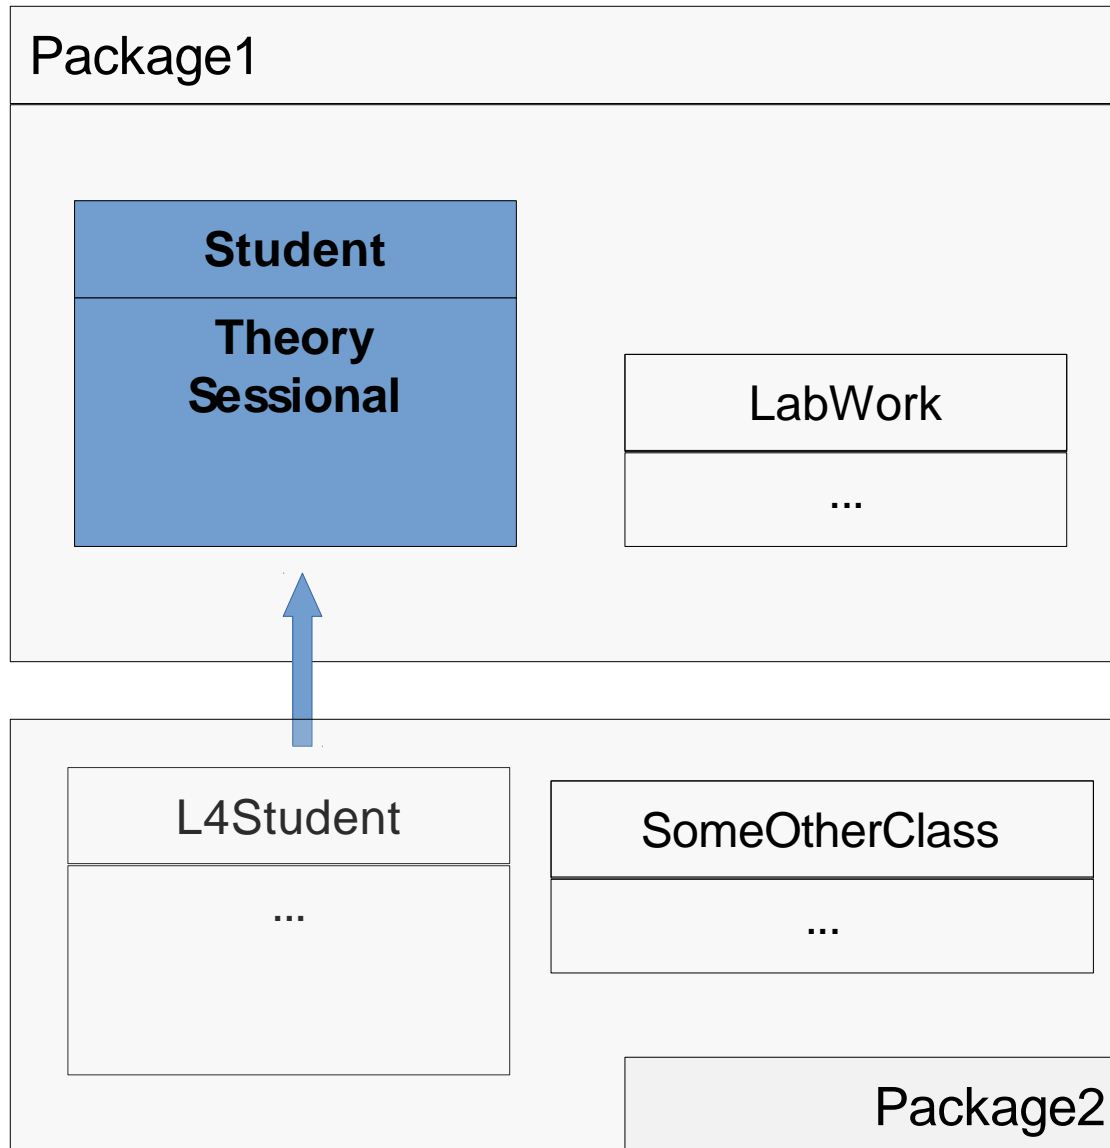 Package1
Student
Theory
Sessional
LabWork
...
L4Student
...
SomeOtherClass
...
Package2